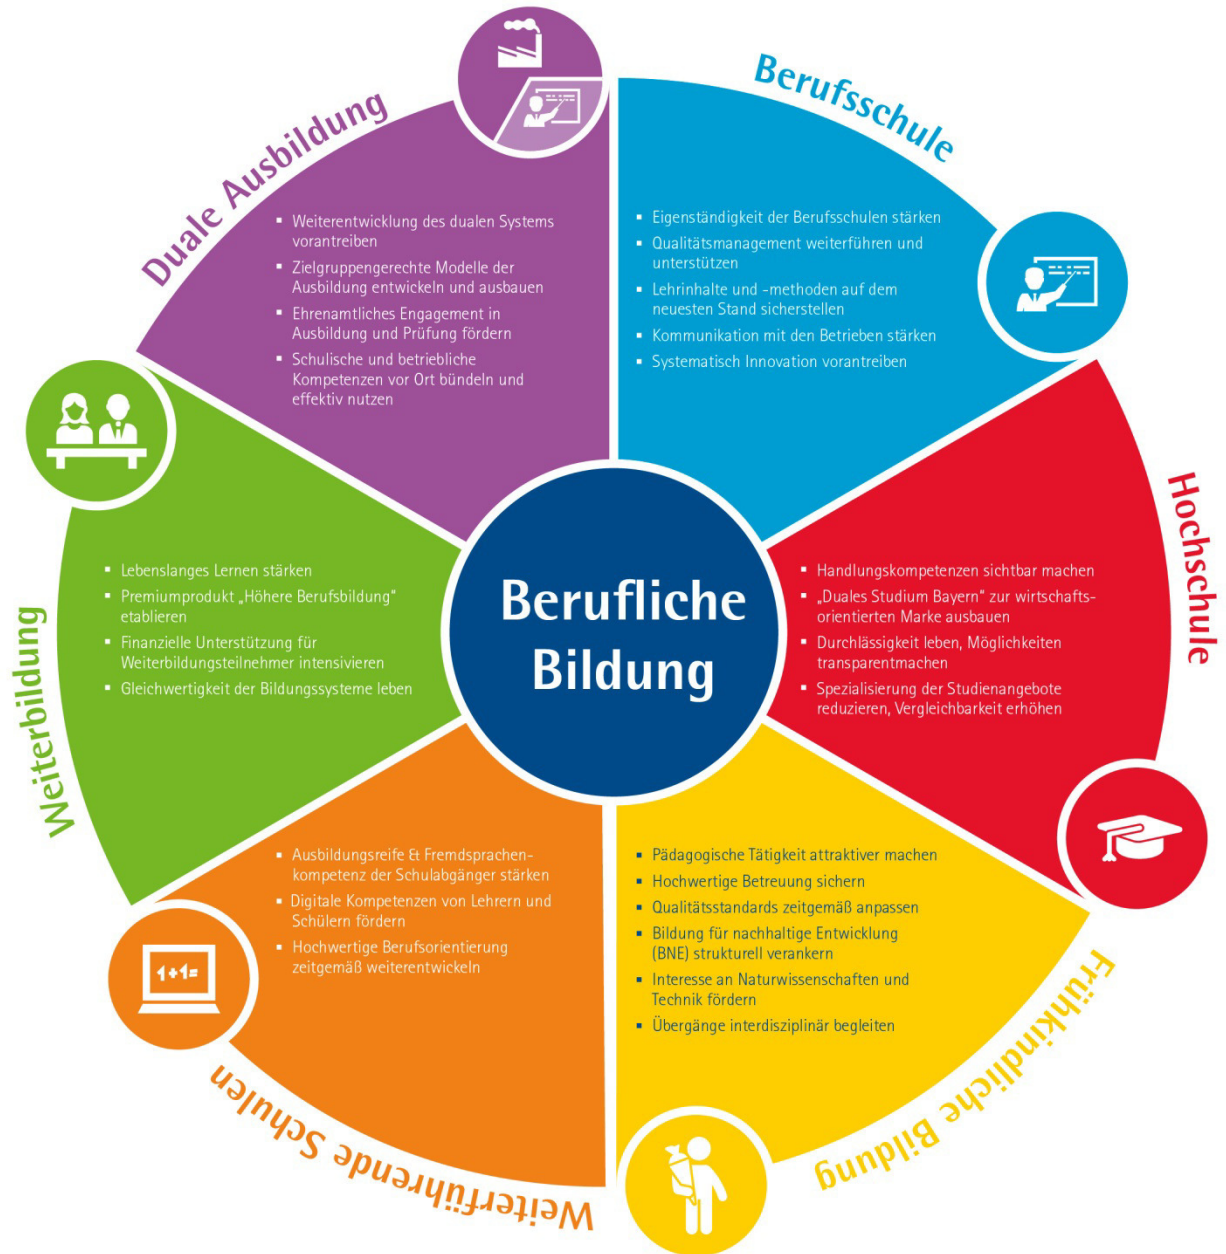 Duale Ausbildung
▪ Weiterentwicklung des dualen Systems
vorantreiben
▪ Zielgruppengerechte Modelle der
Ausbildung entwickeln und ausbauen
▪ Ehrenamtliches Engagement in
Ausbildung und Prüfung fördern
▪ Schulische und betriebliche
Kompetenzen vor Ort bündeln und
effektiv nutzen
Berufsschule
▪ Eigenständigkeit der Berufsschulen stärken
▪ Qualitätsmanagement weiterführen und
unterstützen
▪ Lehrinhalte und -methoden auf dem
neuesten Stand sicherstellen
▪ Kommunikation mit den Betrieben stärken
▪ Systematisch Innovation vorantreiben
Weiterbildung
▪ Lebenslanges Lernen stärken
▪ Premiumprodukt „Höhere Berufsbildung“
etablieren
▪ Finanzielle Unterstützung für
Weiterbildungsteilnehmer intensivieren
▪ Gleichwertigkeit der Bildungssysteme leben
Berufliche
Bildung
Hochschule
▪ Handlungskompetenzen sichtbar machen
▪ „Duales Studium Bayern“ zur wirtschafts-
orientierten Marke ausbauen
▪ Durchlässigkeit leben, Möglichkeiten
transparentmachen
▪ Spezialisierung der Studienangebote
reduzieren, Vergleichbarkeit erhöhen
▪ Ausbildungsreife & Fremdsprachen-
kompetenz der Schulabgänger stärken
▪ Digitale Kompetenzen von Lehrern und
Schülern fördern
▪ Hochwertige Berufsorientierung
zeitgemäß weiterentwickeln
1+1=
Weiterführende Schulen
▪ Pädagogische Tätigkeit attraktiver machen
▪ Hochwertige Betreuung sichern
▪ Qualitätsstandards zeitgemäß anpassen
▪ Bildung für nachhaltige Entwicklung
(BNE) strukturell verankern
▪ Interesse an Naturwissenschaften und
Technik fördern
▪ Übergänge interdisziplinär begleiten
Frühkindliche Bildung